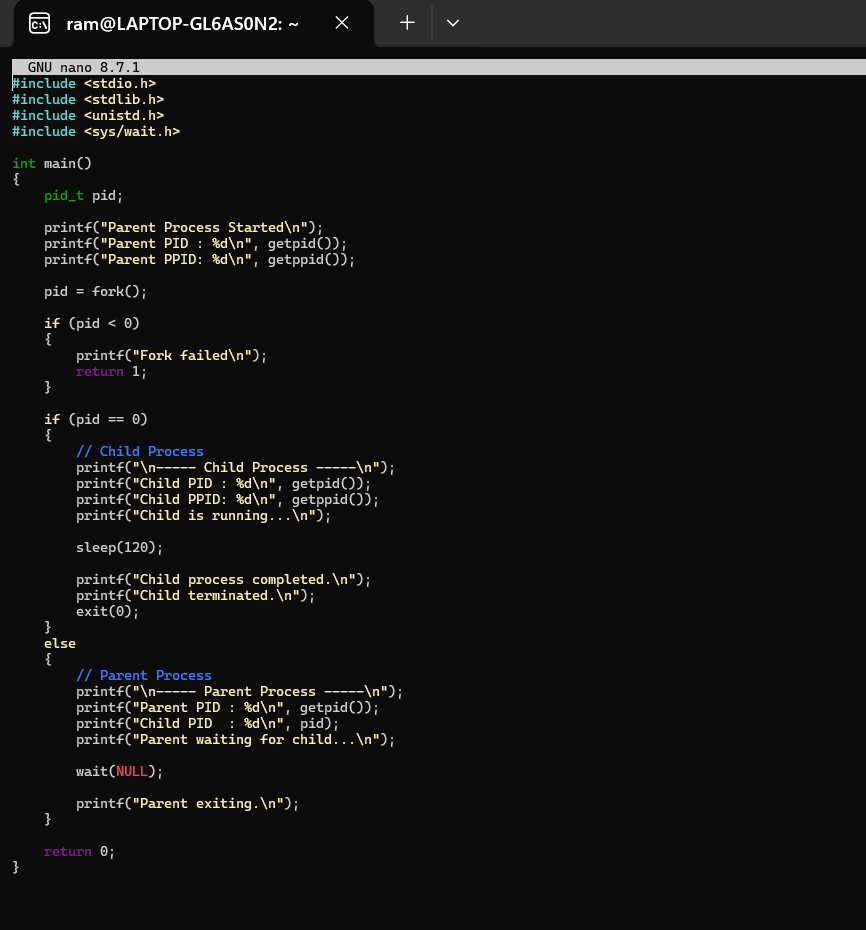 ram@LAPTOP-GL6AS0N2: ~
GNU nano 8.7.1
#include <stdio.h>
#include <stdlib.h>
#include <unistd.h>
#include <sys/wait.h>

int main()
{
    pid_t pid;

    printf("Parent Process Started\n");
    printf("Parent PID : %d\n", getpid());
    printf("Parent PPID: %d\n", getppid());

    pid = fork();

    if (pid < 0)
    {
        printf("Fork failed\n");
        return 1;
    }

    if (pid == 0)
    {
        // Child Process
        printf("\n----- Child Process -----\n");
        printf("Child PID : %d\n", getpid());
        printf("Child PPID: %d\n", getppid());
        printf("Child is running...\n");

        sleep(120);

        printf("Child process completed.\n");
        printf("Child terminated.\n");
        exit(0);
    }
    else
    {
        // Parent Process
        printf("\n----- Parent Process -----\n");
        printf("Parent PID : %d\n", getpid());
        printf("Child PID  : %d\n", pid);
        printf("Parent waiting for child...\n");

        wait(NULL);

        printf("Parent exiting.\n");
    }

    return 0;
}